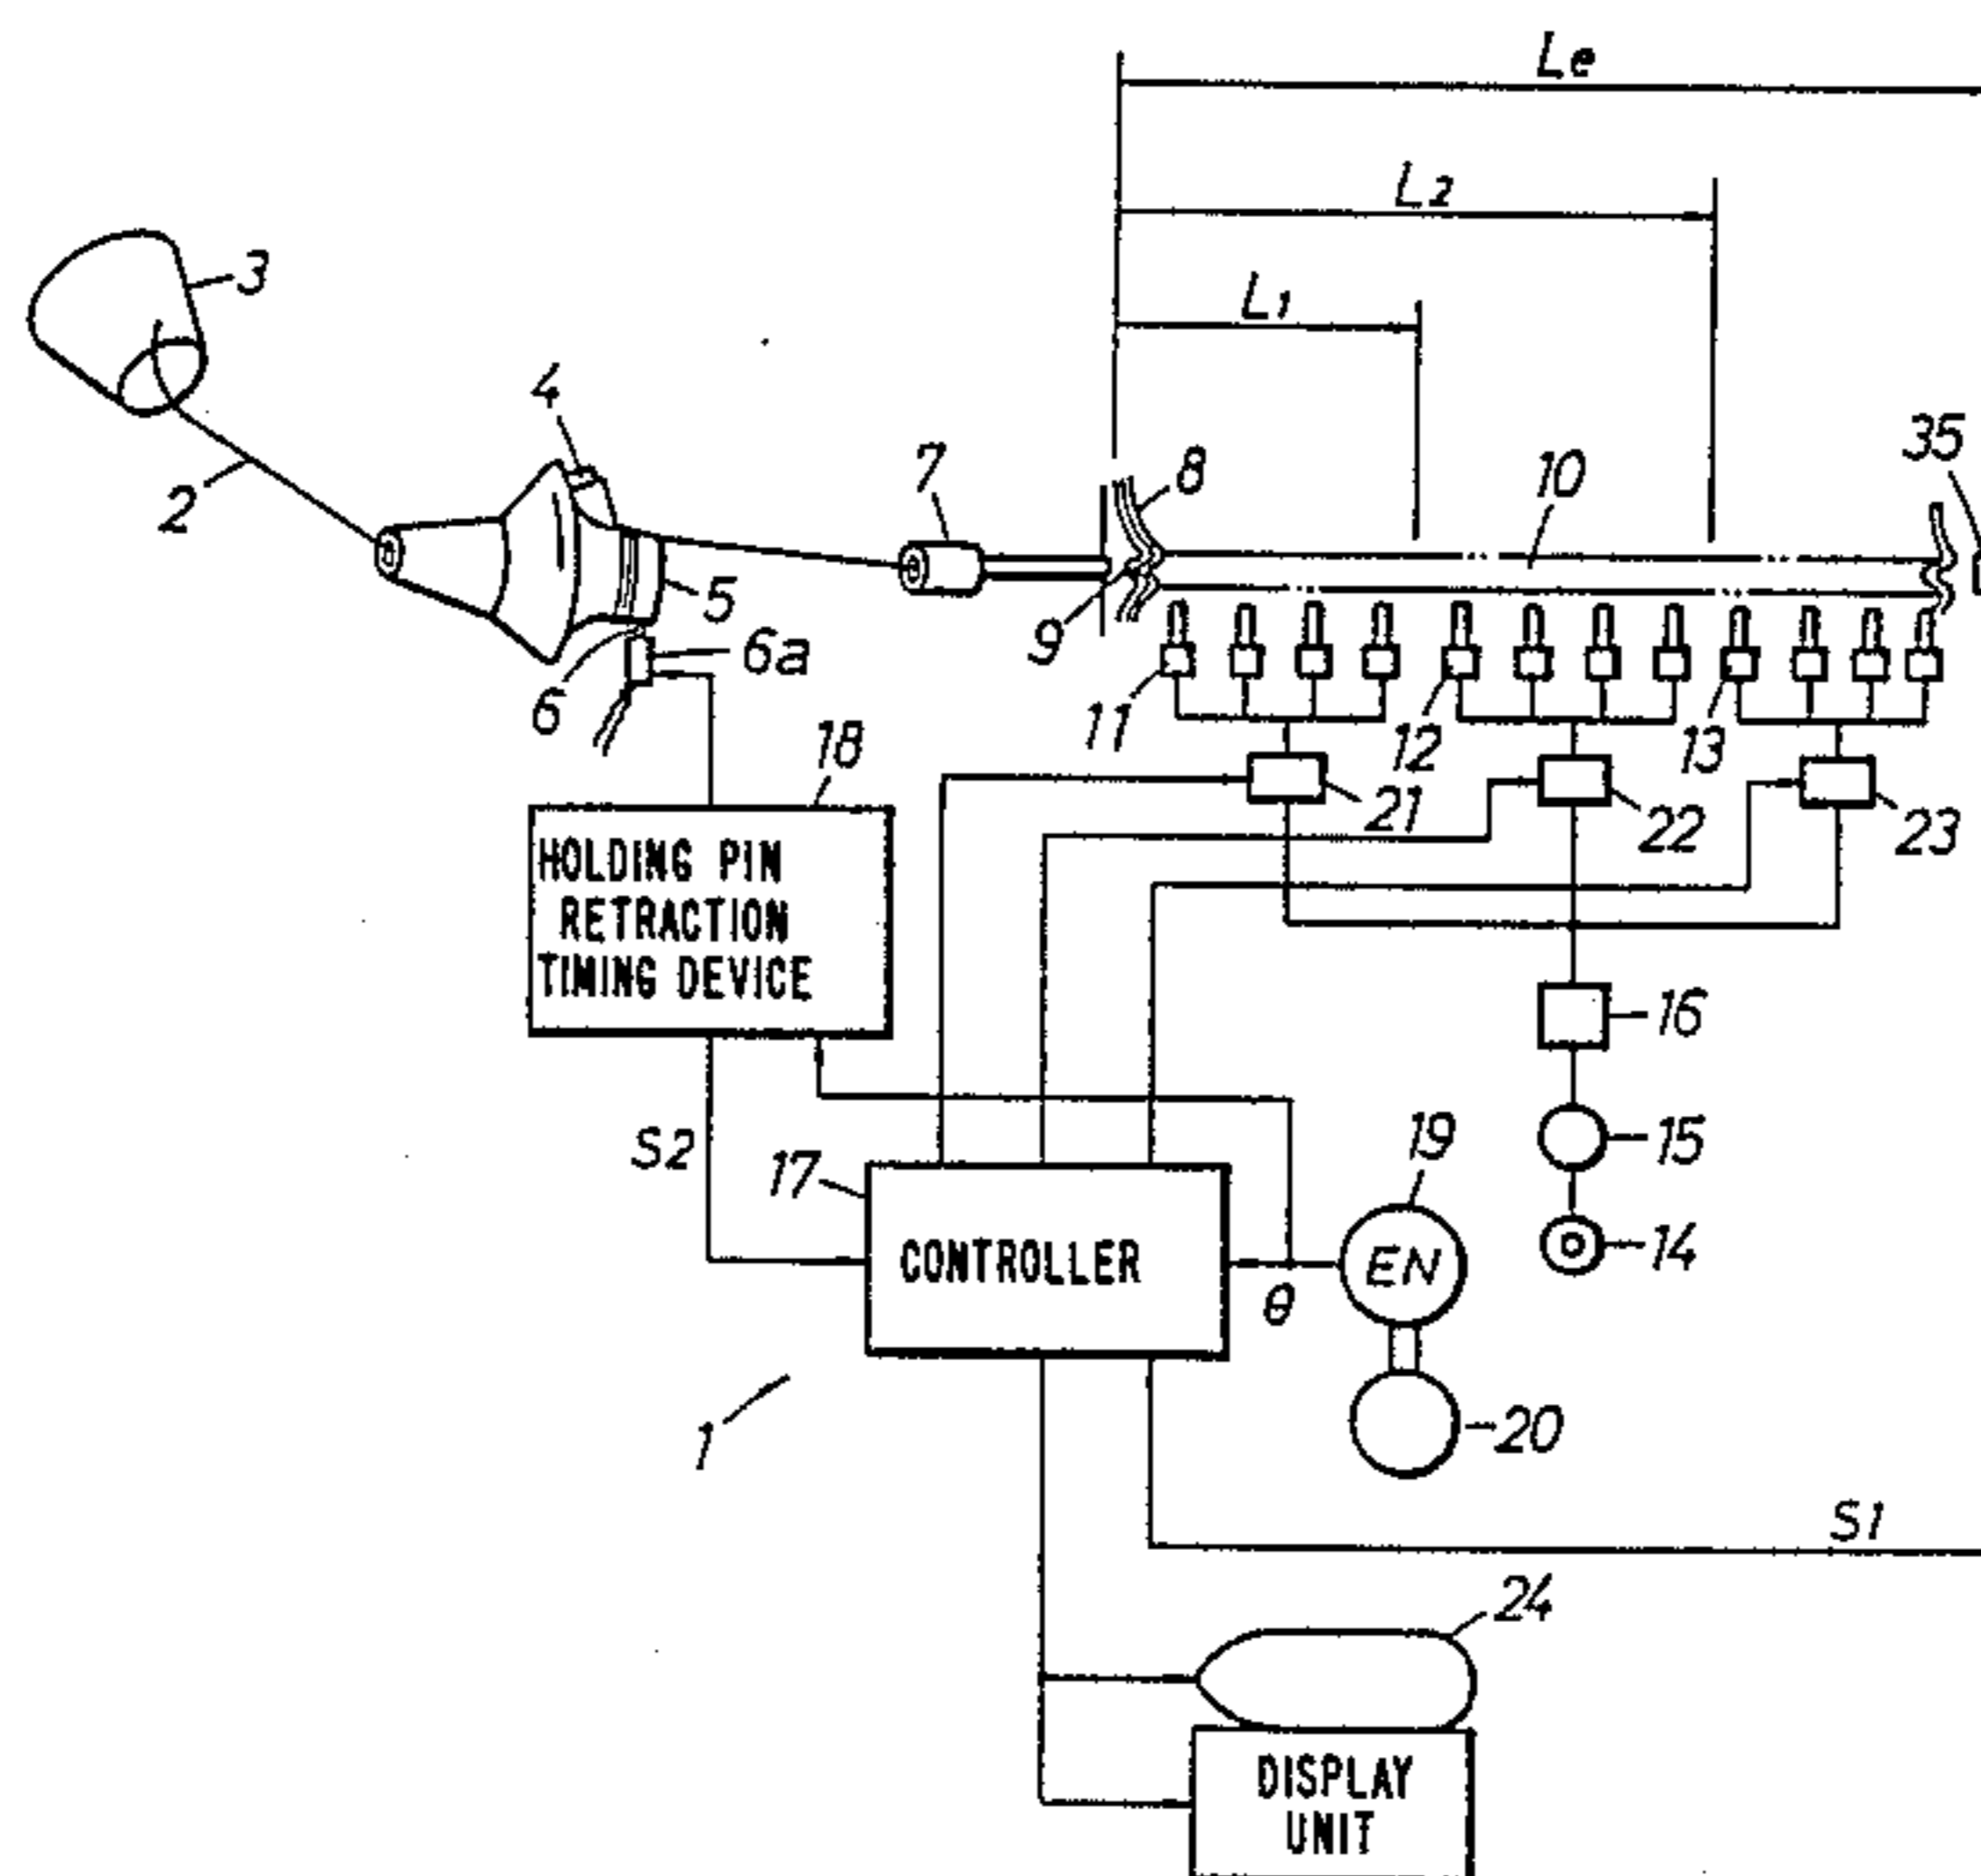 Le
L2
L1
3
4
2
7
8
10
35
5
9
6a
6
11
12
13
18
21
22
23
HOLDING PIN
RETRACTION
TIMING DEVICE
16
S2
17
19
15
CONTROLLER
EN
14
θ
1
20
S1
24
DISPLAY
UNIT